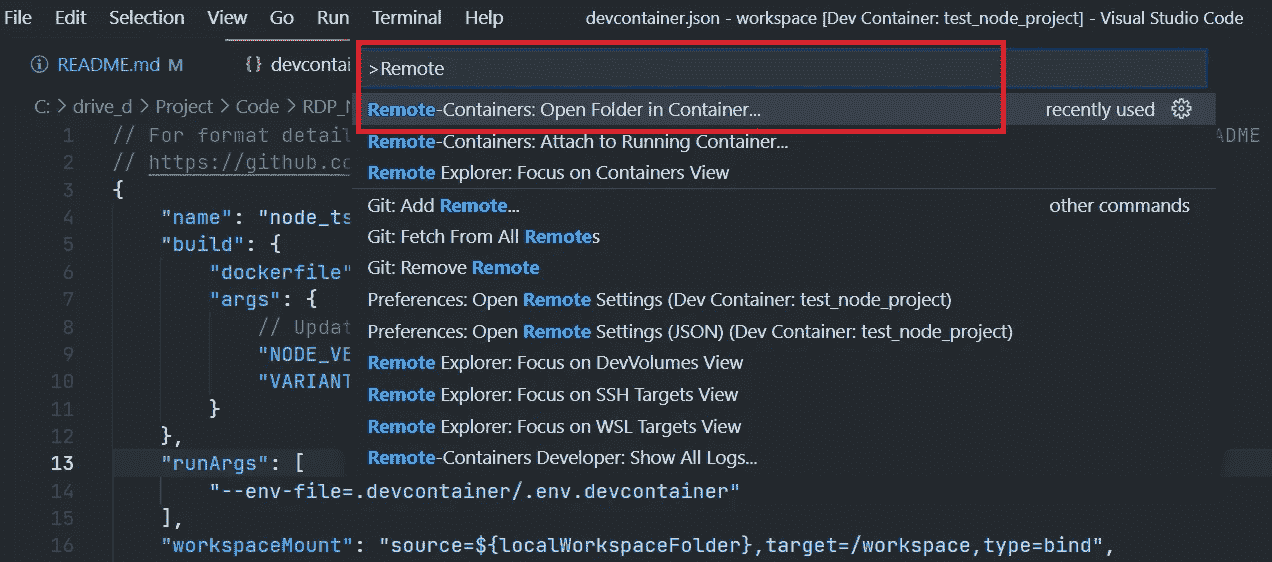 File Edit Selection View Go Run Terminal Help devcontainer.json - workspace [Dev Container: test_node_project] - Visual Studio Code
README.md M {} devcontai
>Remote
C: > drive_d > Project > Code > RDP_
Remote-Containers: Open Folder in Container... recently used
Remote-Containers: Attach to Running Container...
Remote Explorer: Focus on Containers View
Git: Add Remote... other commands
Git: Fetch From All Remotes
Git: Remove Remote
Preferences: Open Remote Settings (Dev Container: test_node_project)
Preferences: Open Remote Settings (JSON) (Dev Container: test_node_project)
Remote Explorer: Focus on DevVolumes View
Remote Explorer: Focus on SSH Targets View
Remote Explorer: Focus on WSL Targets View
Remote-Containers Developer: Show All Logs...
1 // For format detail EADME
2 // https://github.co
3 {
4 "name": "node_ts
5 "build": {
6 "dockerfile"
7 "args": {
8 // Updat
9 "NODE_VE
10 "VARIANT
11 }
12 },
13 "runArgs": [
14 "--env-file=.devcontainer/.env.devcontainer"
15 ],
16 "workspaceMount": "source=${localWorkspaceFolder},target=/workspace,type=bind",